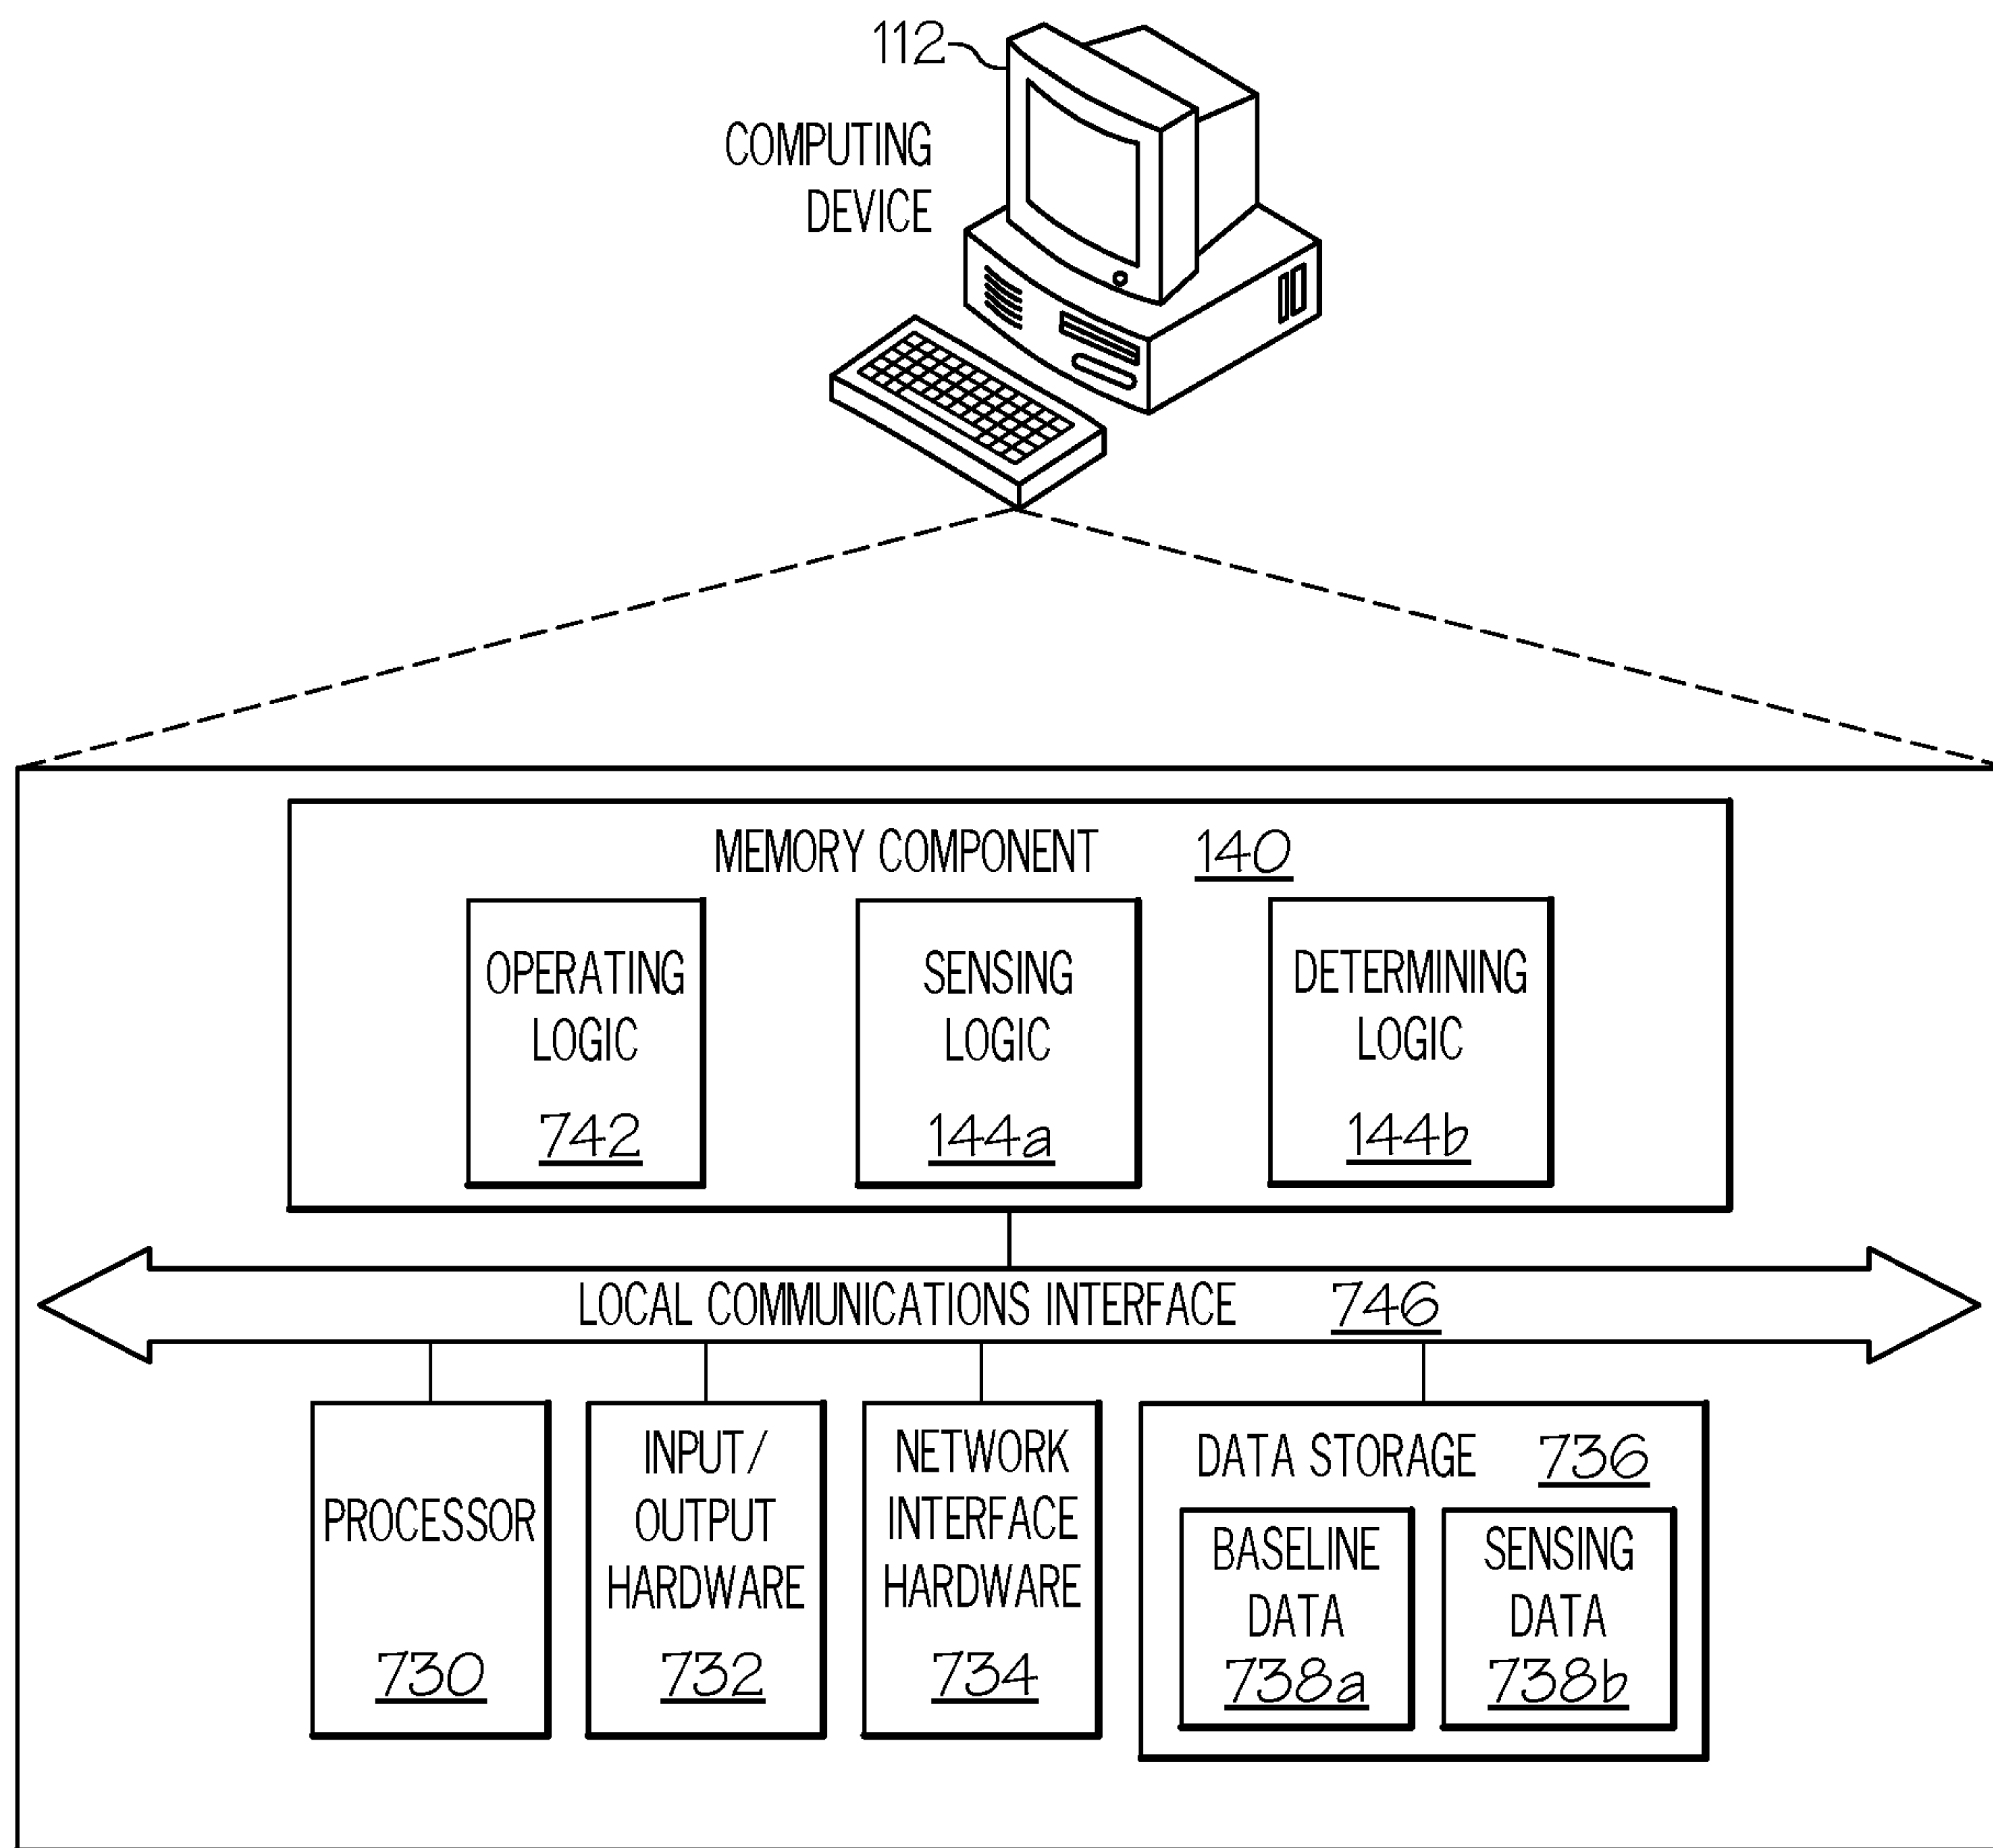 112
COMPUTING
DEVICE
MEMORY COMPONENT 140
OPERATING
LOGIC
742
SENSING
LOGIC
144a
DETERMINING
LOGIC
144b
LOCAL COMMUNICATIONS INTERFACE 746
PROCESSOR
730
INPUT/
OUTPUT
HARDWARE
732
NETWORK
INTERFACE
HARDWARE
734
DATA STORAGE 736
BASELINE
DATA
738a
SENSING
DATA
738b